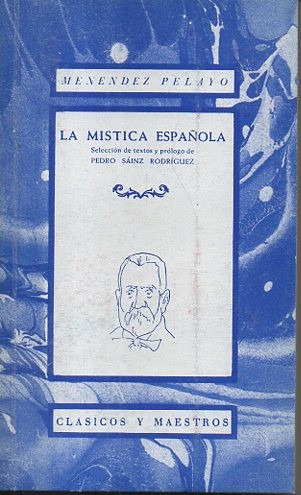 MENENDEZ PELAYO
LA MISTICA ESPAÑOLA
Selección de textos y prólogo de
PEDRO SÁINZ RODRÍGUEZ
CLASICOS Y MAESTROS